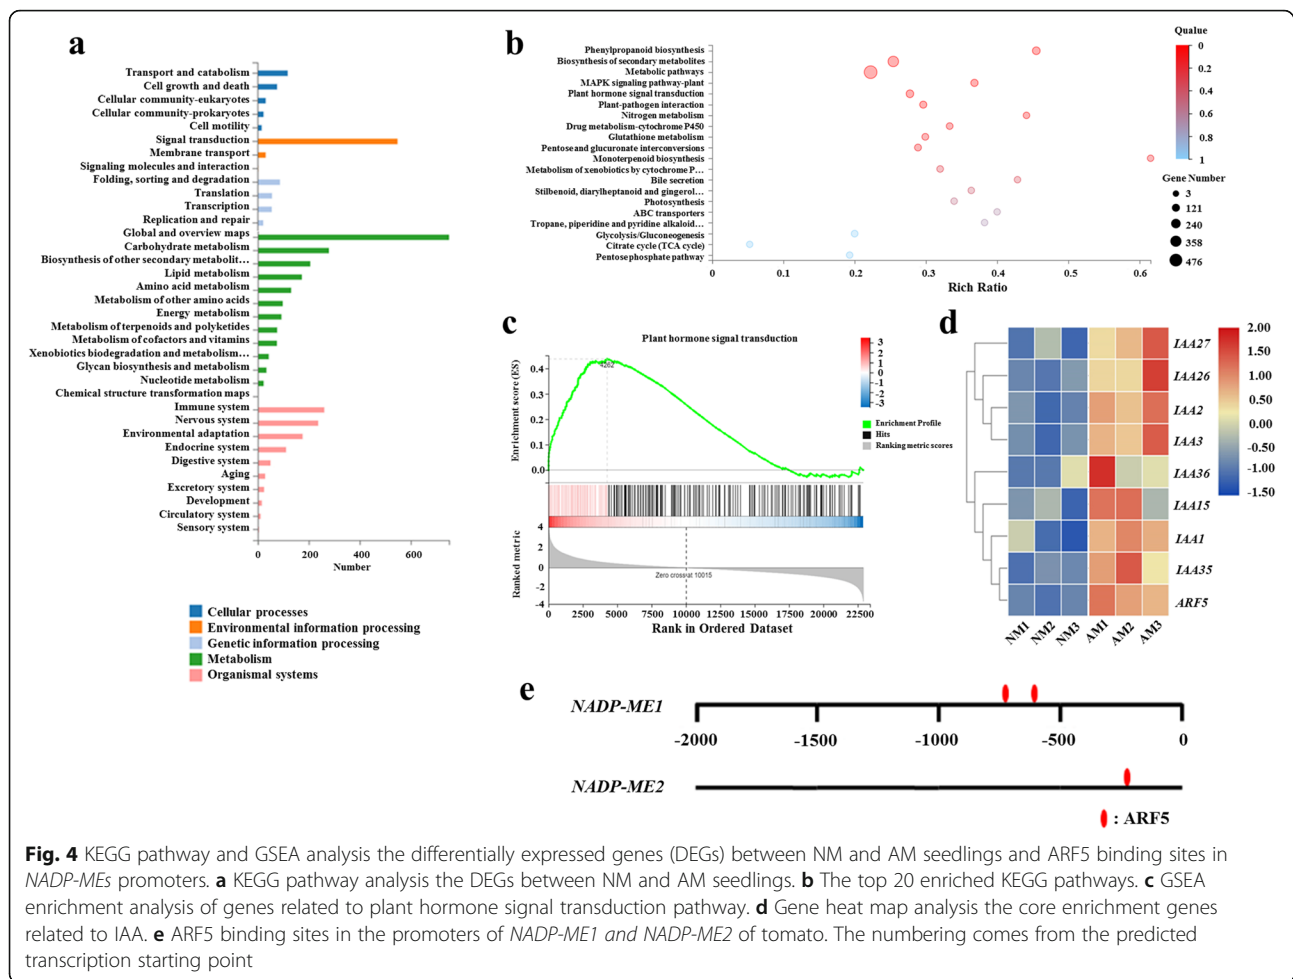 a
Transport and catabolism
Cell growth and death
Cellular community-eukaryotes
Cellular community-prokaryotes
Cell motility
Signal transduction
Membrane transport
Signaling molecules and interaction
Folding, sorting and degradation
Translation
Transcription
Replication and repair
Global and overview maps
Carbohydrate metabolism
Biosynthesis of other secondary metabolit...
Lipid metabolism
Amino acid metabolism
Metabolism of other amino acids
Energy metabolism
Metabolism of terpenoids and polyketides
Metabolism of cofactors and vitamins
Xenobiotics biodegradation and metabolism...
Glycan biosynthesis and metabolism
Nucleotide metabolism
Chemical structure transformation maps
Immune system
Nervous system
Environmental adaptation
Endocrine system
Digestive system
Aging
Excretory system
Development
Circulatory system
Sensory system
0 200 400 600
Number
Cellular processes
Environmental information processing
Genetic information processing
Metabolism
Organismal systems
b
Phenylpropanoid biosynthesis
Biosynthesis of secondary metabolites
Metabolic pathways
MAPK signaling pathway-plant
Plant hormone signal transduction
Plant-pathogen interaction
Nitrogen metabolism
Drug metabolism-cytochrome P450
Glutathione metabolism
Pentose and glucuronate interconversions
Monoterpenoid biosynthesis
Metabolism of xenobiotics by cytochrome P...
Bile secretion
Stilbenoid, diarylheptanoid and gingerol...
Photosynthesis
ABC transporters
Tropane, piperidine and pyridine alkaloid...
Glycolysis/Gluconeogenesis
Citrate cycle (TCA cycle)
Pentose phosphate pathway
0 0.1 0.2 0.3 0.4 0.5 0.6
Rich Ratio
Qualue
0
0.2
0.4
0.6
0.8
1
Gene Number
3
121
240
358
476
c
Plant hormone signal transduction
Enrichment score (ES)
0.4
0.3
0.2
0.1
0.0
4262
3
2
1
0
-1
-2
-3
Enrichment Profile
Hits
Ranking metric scores
Ranked metric
4
2
0
-2
-4
Zero cross at 10015
0 2500 5000 7500 10000 12500 15000 17500 20000 22500
Rank in Ordered Dataset
d
IAA27
IAA26
IAA2
IAA3
IAA36
IAA15
IAA1
IAA35
ARF5
NM1 NM2 NM3 AM1 AM2 AM3
2.00
1.50
1.00
0.50
0.00
-0.50
-1.00
-1.50
e
NADP-ME1
-2000 -1500 -1000 -500 0
NADP-ME2
: ARF5
Fig. 4 KEGG pathway and GSEA analysis the differentially expressed genes (DEGs) between NM and AM seedlings and ARF5 binding sites in
NADP-MEs promoters. a KEGG pathway analysis the DEGs between NM and AM seedlings. b The top 20 enriched KEGG pathways. c GSEA
enrichment analysis of genes related to plant hormone signal transduction pathway. d Gene heat map analysis the core enrichment genes
related to IAA. e ARF5 binding sites in the promoters of NADP-ME1 and NADP-ME2 of tomato. The numbering comes from the predicted
transcription starting point